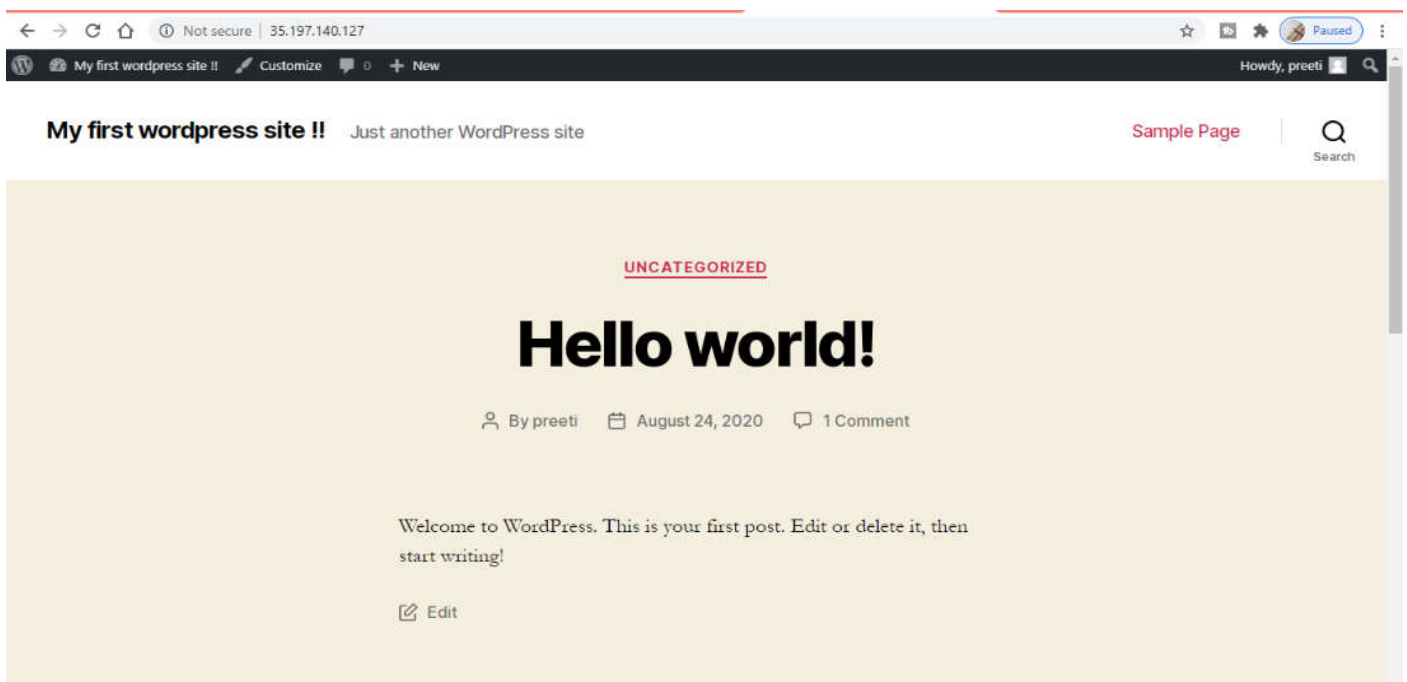 Not secure | 35.197.140.127 Paused
My first wordpress site !! Customize 0 New Howdy, preeti
My first wordpress site !! Just another WordPress site Sample Page
Search
UNCATEGORIZED
Hello world!
By preeti August 24, 2020 1 Comment
Welcome to WordPress. This is your first post. Edit or delete it, then
start writing!
Edit